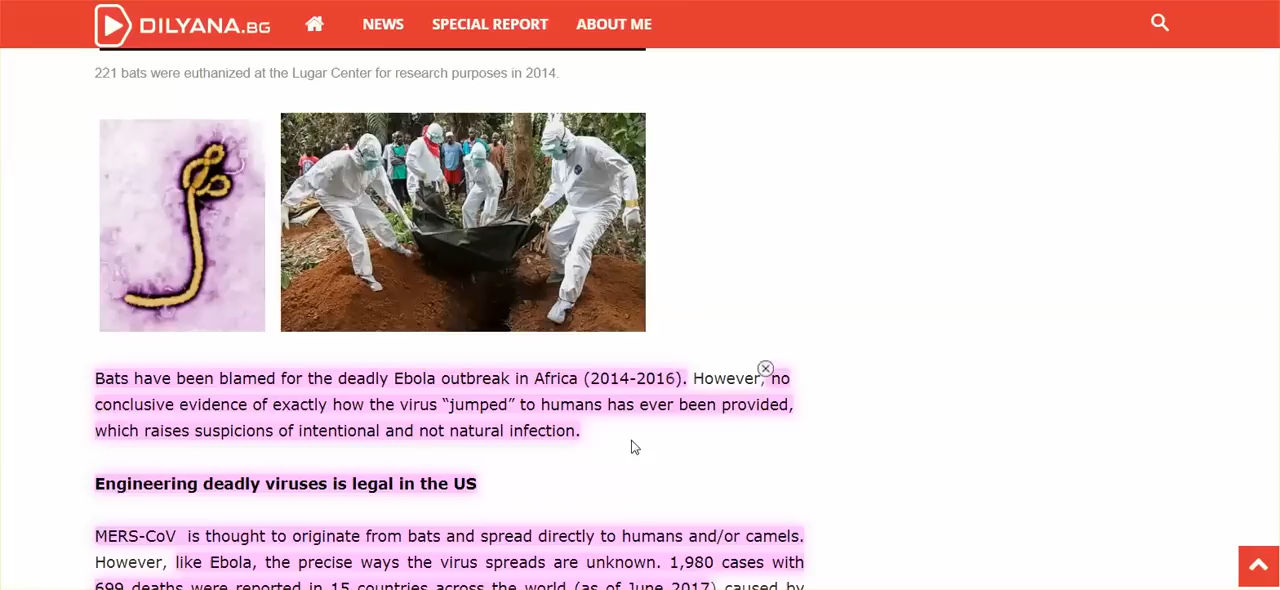 DILYANA.BG
NEWS SPECIAL REPORT ABOUT ME
221 bats were euthanized at the Lugar Center for research purposes in 2014.
Bats have been blamed for the deadly Ebola outbreak in Africa (2014-2016). However, no
conclusive evidence of exactly how the virus “jumped” to humans has ever been provided,
which raises suspicions of intentional and not natural infection.
Engineering deadly viruses is legal in the US
MERS-CoV is thought to originate from bats and spread directly to humans and/or camels.
However, like Ebola, the precise ways the virus spreads are unknown. 1,980 cases with
699 deaths were reported in 15 countries across the world (as of June 2017) caused by